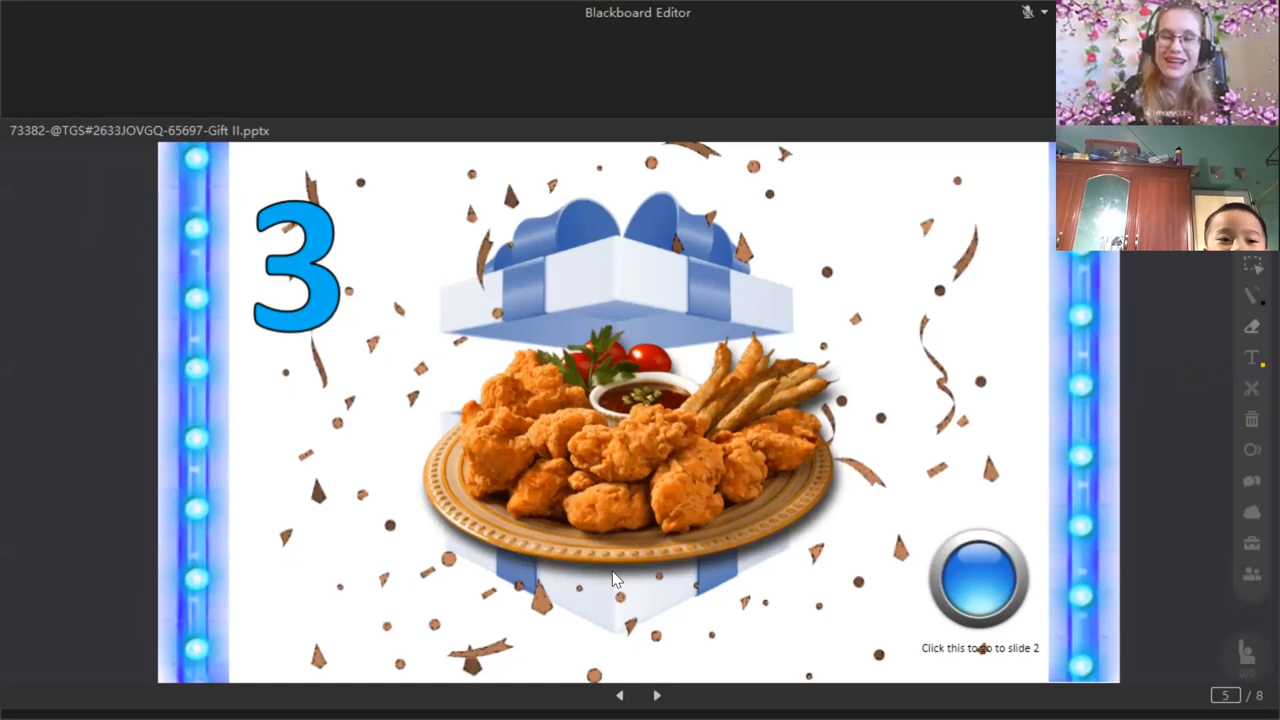 Blackboard Editor
73382-@TGS#2633JOVGQ-65697-Gift II.pptx
3
Click this to go to slide 2
5 / 8